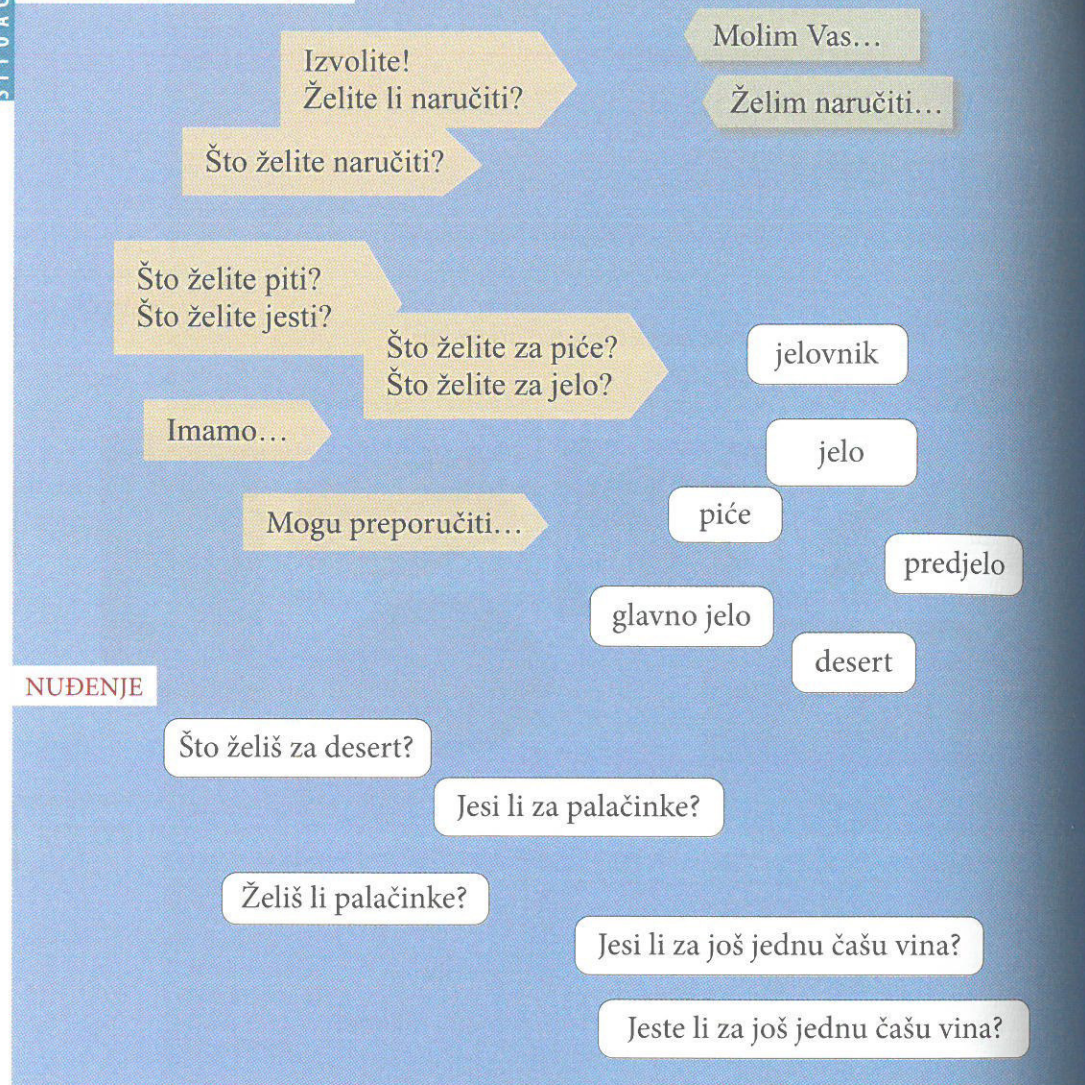 Izvolite!
Želite li naručiti?
Molim Vas…
Želim naručiti…
Što želite naručiti?
Što želite piti?
Što želite jesti?
Što želite za piće?
Što želite za jelo?
jelovnik
Imamo…
jelo
Mogu preporučiti…
piće
predjelo
glavno jelo
desert
NUĐENJE
Što želiš za desert?
Jesi li za palačinke?
Želiš li palačinke?
Jesi li za još jednu čašu vina?
Jeste li za još jednu čašu vina?